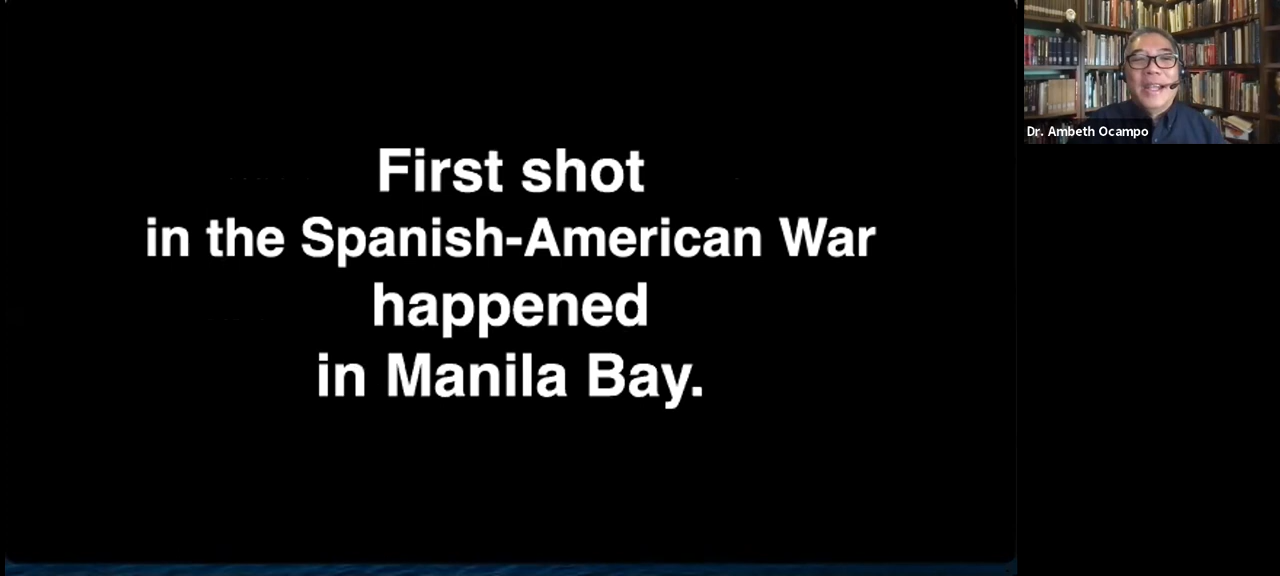 First shot
in the Spanish-American War
happened
in Manila Bay.
Dr. Ambeth Ocampo